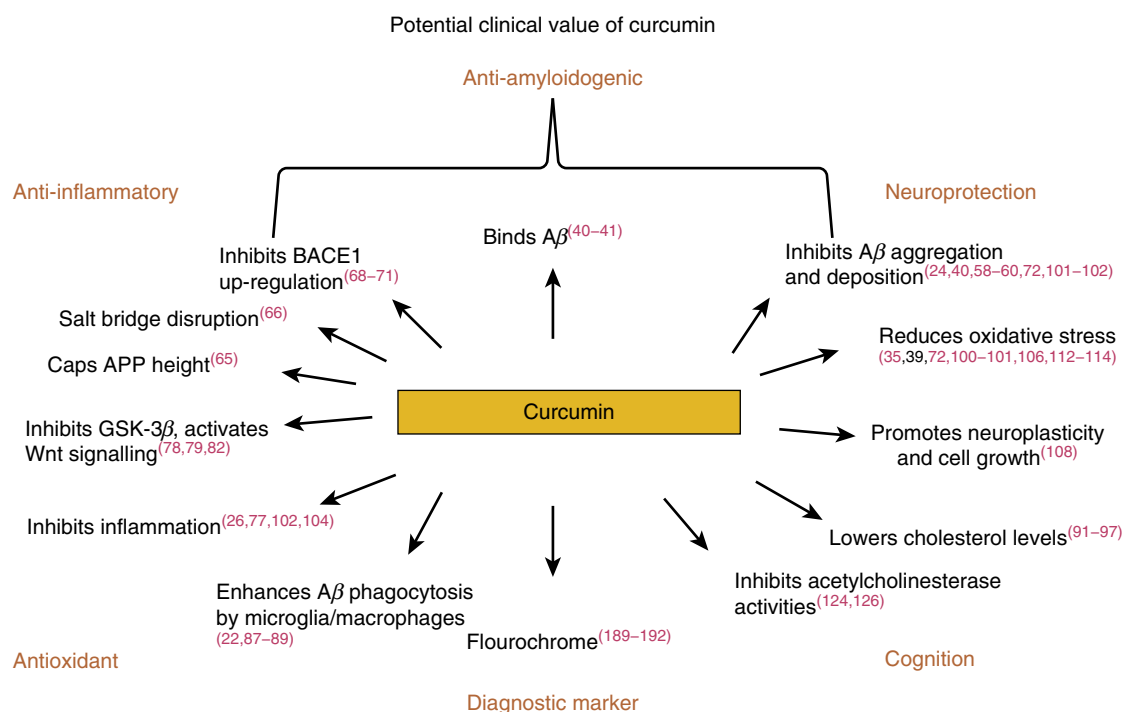 Potential clinical value of curcumin
Anti-amyloidogenic
Anti-inflammatory
Neuroprotection
Binds Aβ(40–41)
Inhibits BACE1
up-regulation(68–71)
Inhibits Aβ aggregation
and deposition(24,40,58–60,72,101–102)
Salt bridge disruption(66)
Reduces oxidative stress
(35,39,72,100–101,106,112–114)
Caps APP height(65)
Curcumin
Inhibits GSK-3β, activates
Wnt signalling(78,79,82)
Promotes neuroplasticity
and cell growth(108)
Inhibits inflammation(26,77,102,104)
Lowers cholesterol levels(91–97)
Enhances Aβ phagocytosis
by microglia/macrophages
(22,87–89)
Inhibits acetylcholinesterase
activities(124,126)
Flourochrome(189–192)
Antioxidant
Cognition
Diagnostic marker